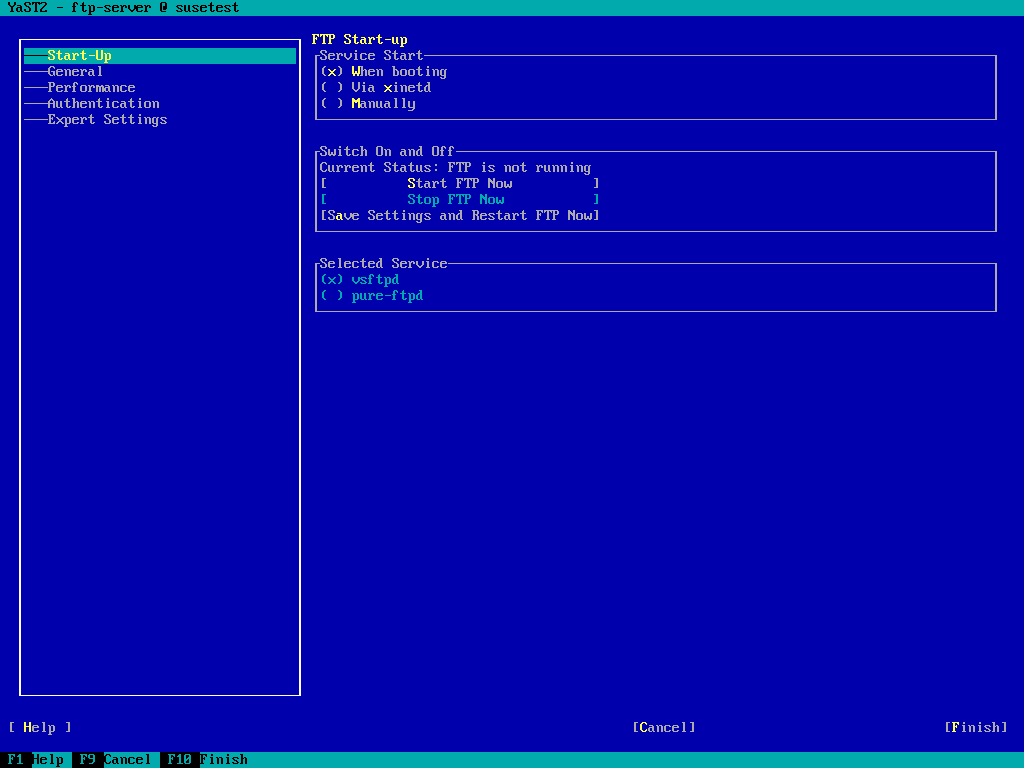 YaST2 - ftp-server @ susetest
Start-Up
General
Performance
Authentication
Expert Settings
FTP Start-up
Service Start
(x) When booting
( ) Via xinetd
( ) Manually
Switch On and Off
Current Status: FTP is not running
[ Start FTP Now ]
[ Stop FTP Now ]
[Save Settings and Restart FTP Now]
Selected Service
(x) vsftpd
( ) pure-ftpd
[ Help ] [Cancel] [Finish]
F1 Help F9 Cancel F10 Finish